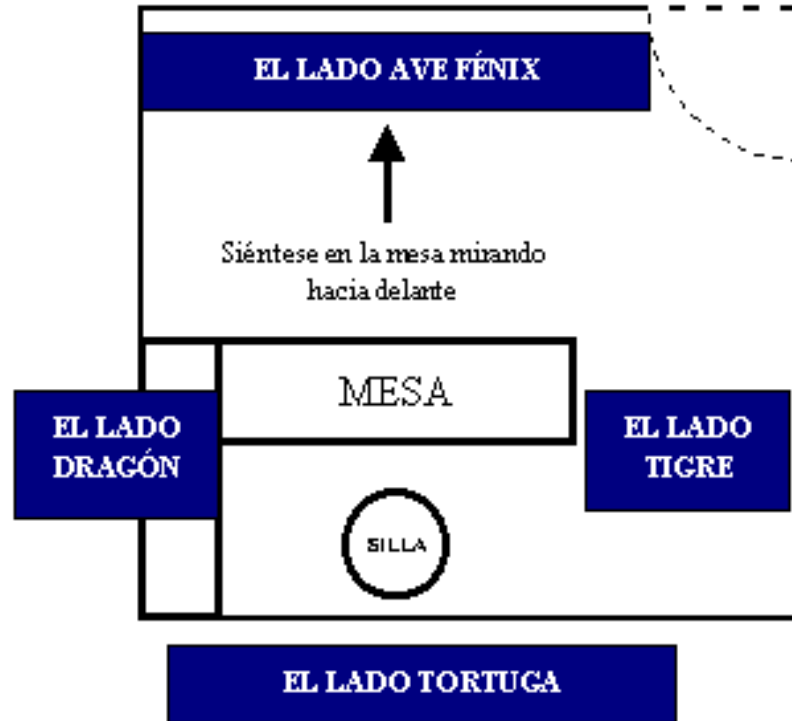 EL LADO AVE FÉNIX
Siéntese en la mesa mirando
hacia delante
MESA
EL LADO
DRAGÓN
EL LADO
TIGRE
SILLA
EL LADO TORTUGA